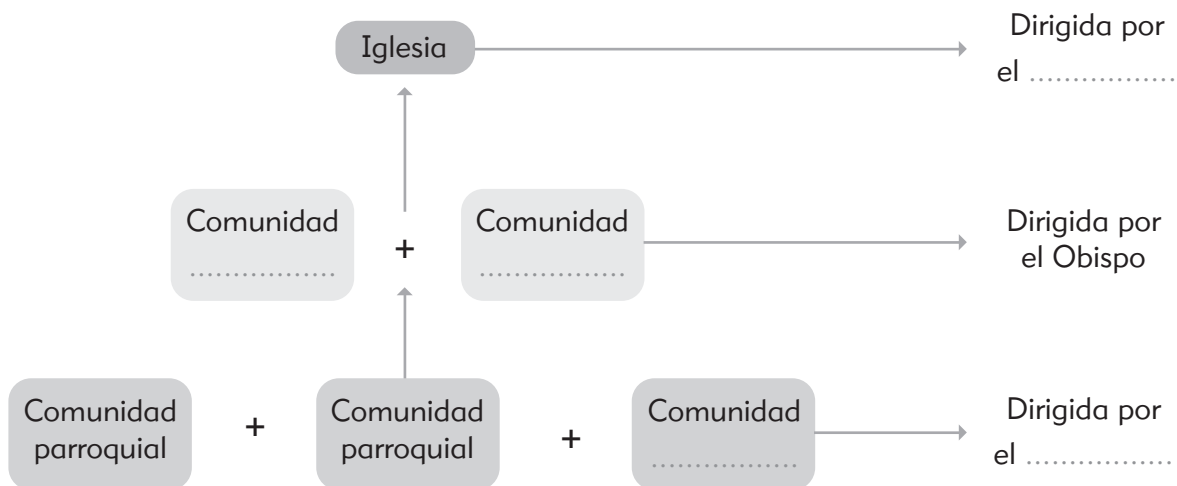 Iglesia
Dirigida por
el .................
Comunidad
.................
+
Comunidad
.................
Dirigida por
el Obispo
Comunidad
parroquial
+
Comunidad
parroquial
+
Comunidad
.................
Dirigida por
el .................